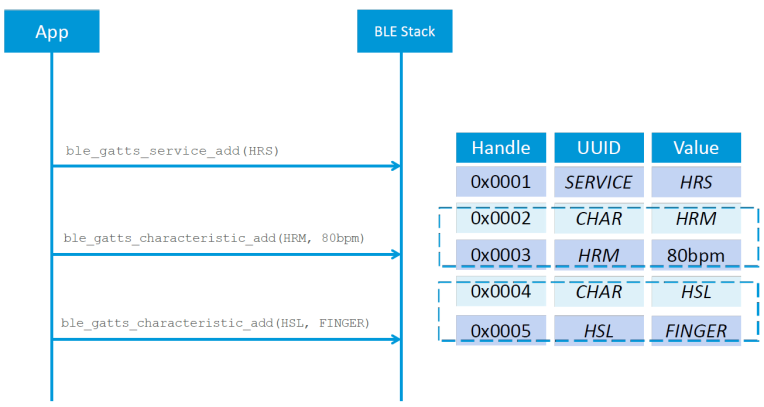 App
BLE Stack
ble_gatts_service_add(HRS)
ble_gatts_characteristic_add(HRM, 80bpm)
ble_gatts_characteristic_add(HSL, FINGER)
Handle UUID Value
0x0001 SERVICE HRS
0x0002 CHAR HRM
0x0003 HRM 80bpm
0x0004 CHAR HSL
0x0005 HSL FINGER